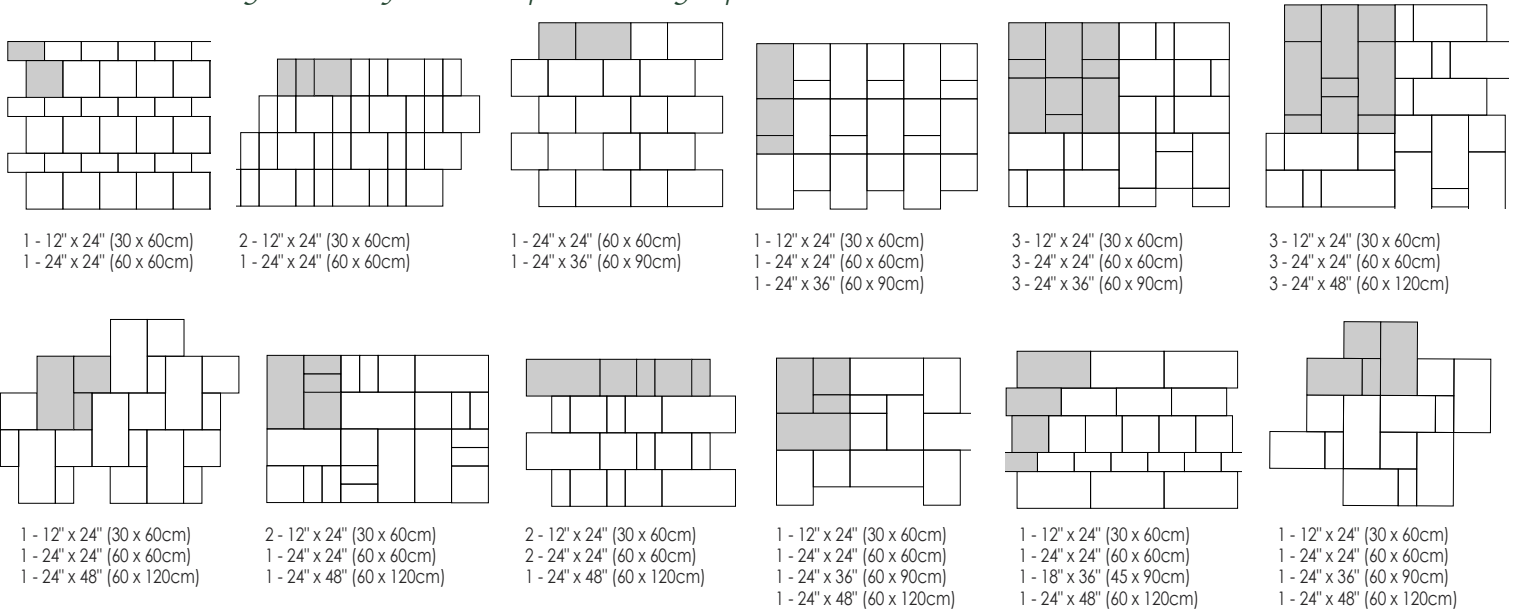 1 - 12" x 24" (30 x 60cm)
1 - 24" x 24" (60 x 60cm)
2 - 12" x 24" (30 x 60cm)
1 - 24" x 24" (60 x 60cm)
1 - 24" x 24" (60 x 60cm)
1 - 24" x 36" (60 x 90cm)
1 - 12" x 24" (30 x 60cm)
1 - 24" x 24" (60 x 60cm)
1 - 24" x 36" (60 x 90cm)
3 - 12" x 24" (30 x 60cm)
3 - 24" x 24" (60 x 60cm)
3 - 24" x 36" (60 x 90cm)
3 - 12" x 24" (30 x 60cm)
3 - 24" x 24" (60 x 60cm)
3 - 24" x 48" (60 x 120cm)
1 - 12" x 24" (30 x 60cm)
1 - 24" x 24" (60 x 60cm)
1 - 24" x 48" (60 x 120cm)
2 - 12" x 24" (30 x 60cm)
1 - 24" x 24" (60 x 60cm)
1 - 24" x 48" (60 x 120cm)
2 - 12" x 24" (30 x 60cm)
2 - 24" x 24" (60 x 60cm)
1 - 24" x 48" (60 x 120cm)
1 - 12" x 24" (30 x 60cm)
1 - 24" x 24" (60 x 60cm)
1 - 24" x 36" (60 x 90cm)
1 - 24" x 48" (60 x 120cm)
1 - 12" x 24" (30 x 60cm)
1 - 24" x 24" (60 x 60cm)
1 - 18" x 36" (45 x 90cm)
1 - 24" x 48" (60 x 120cm)
1 - 12" x 24" (30 x 60cm)
1 - 24" x 24" (60 x 60cm)
1 - 24" x 36" (60 x 90cm)
1 - 24" x 48" (60 x 120cm)